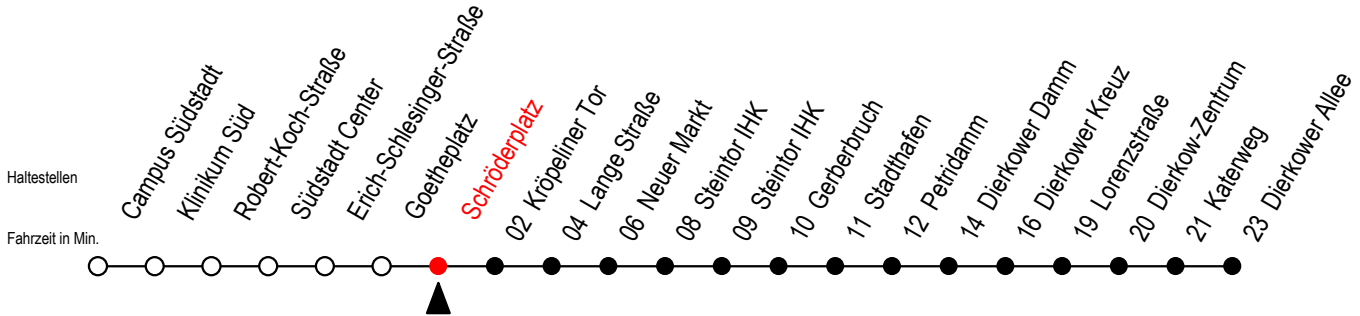 Haltestellen
Fahrzeit in Min.
Campus Südstadt
Klinikum Süd
Robert-Koch-Straße
Südstadt Center
Erich-Schlesinger-Straße
Goetheplatz
Schröderplatz
02 Kröpeliner Tor
04 Lange Straße
06 Neuer Markt
08 Steintor IHK
09 Steintor IHK
10 Gerberbruch
11 Stadthafen
12 Petridamm
14 Dierkower Damm
16 Dierkower Kreuz
19 Lorenzstraße
20 Dierkow-Zentrum
21 Katenweg
23 Dierkower Allee